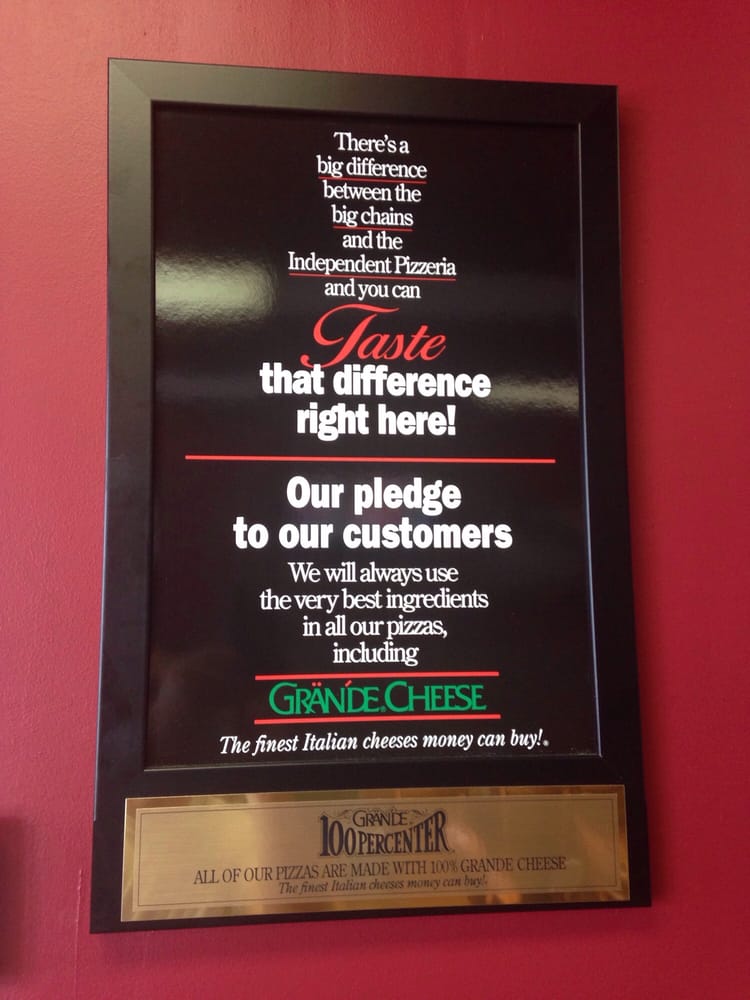 There's a
big difference
between the
big chains
and the
Independent Pizzeria
and you can
Taste
that difference
right here!
Our pledge
to our customers
We will always use
the very best ingredients
in all our pizzas,
including
GRÄNDÉ® CHEESE
The finest Italian cheeses money can buy!®
GRÄNDÉ
100 PERCENTER
ALL OF OUR PIZZAS ARE MADE WITH 100% GRANDE CHEESE
The finest Italian cheeses money can buy!®